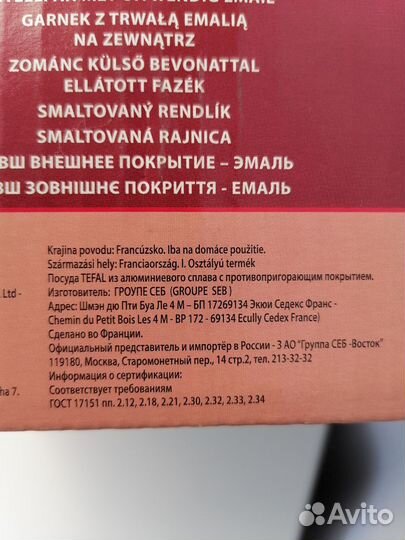 GARNEK Z TRWAŁĄ EMALIĄ
NA ZEWNĄTRZ
ZOMÁNC KÜLSŐ BEVONATTAL
ELLÁTOTT FAZÉK
SMALTOVANÝ RENDLÍK
SMALTOVANÁ RAJNICA
ВШ ВНЕШНЕЕ ПОКРЫТИЕ – ЭМАЛЬ
ВШ ЗОВНІШНЄ ПОКРИТТЯ - ЕМАЛЬ
Krajina povodu: Francúzsko. Iba na domáce použitie.
Származási hely: Franciaország. I. Osztályú termék
Посуда TEFAL из алюминиевого сплава с противопригорающим покрытием.
Ltd - Изготовитель: ГРОУПЕ СЕБ (GROUPE SEB )
Адрес: Шмэн дю Пти Буа Ле 4 М – БП 17269134 Экюи Седекс Франс -
Chemin du Petit Bois Les 4 M - BP 172 - 69134 Ecully Cedex France)
Сделано во Франции.
Официальный представитель и импортёр в России - З АО "Группа СЕБ -Восток"
119180, Москва, Старомонетный пер., 14 стр.2, тел. 213-32-32
Информация о сертификации:
ha 7. Соответствует требованиям
ГОСТ 17151 пп. 2.12, 2.18, 2.21, 2.30, 2.32, 2.33, 2.34
Avito